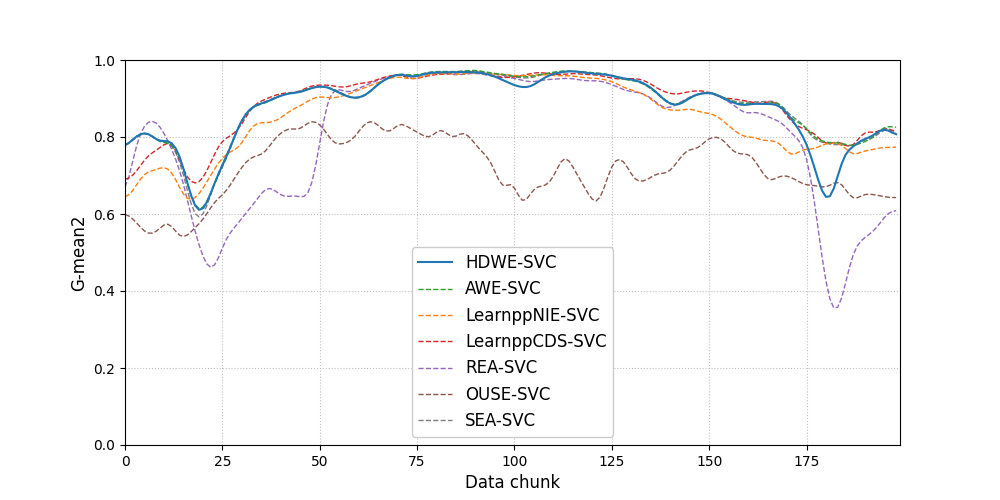 1.0
0.8
0.6
0.4
0.2
0.0
G-mean2
0
25
50
75
100
125
150
175
Data chunk
HDWE-SVC
AWE-SVC
LearnppNIE-SVC
LearnppCDS-SVC
REA-SVC
OUSE-SVC
SEA-SVC